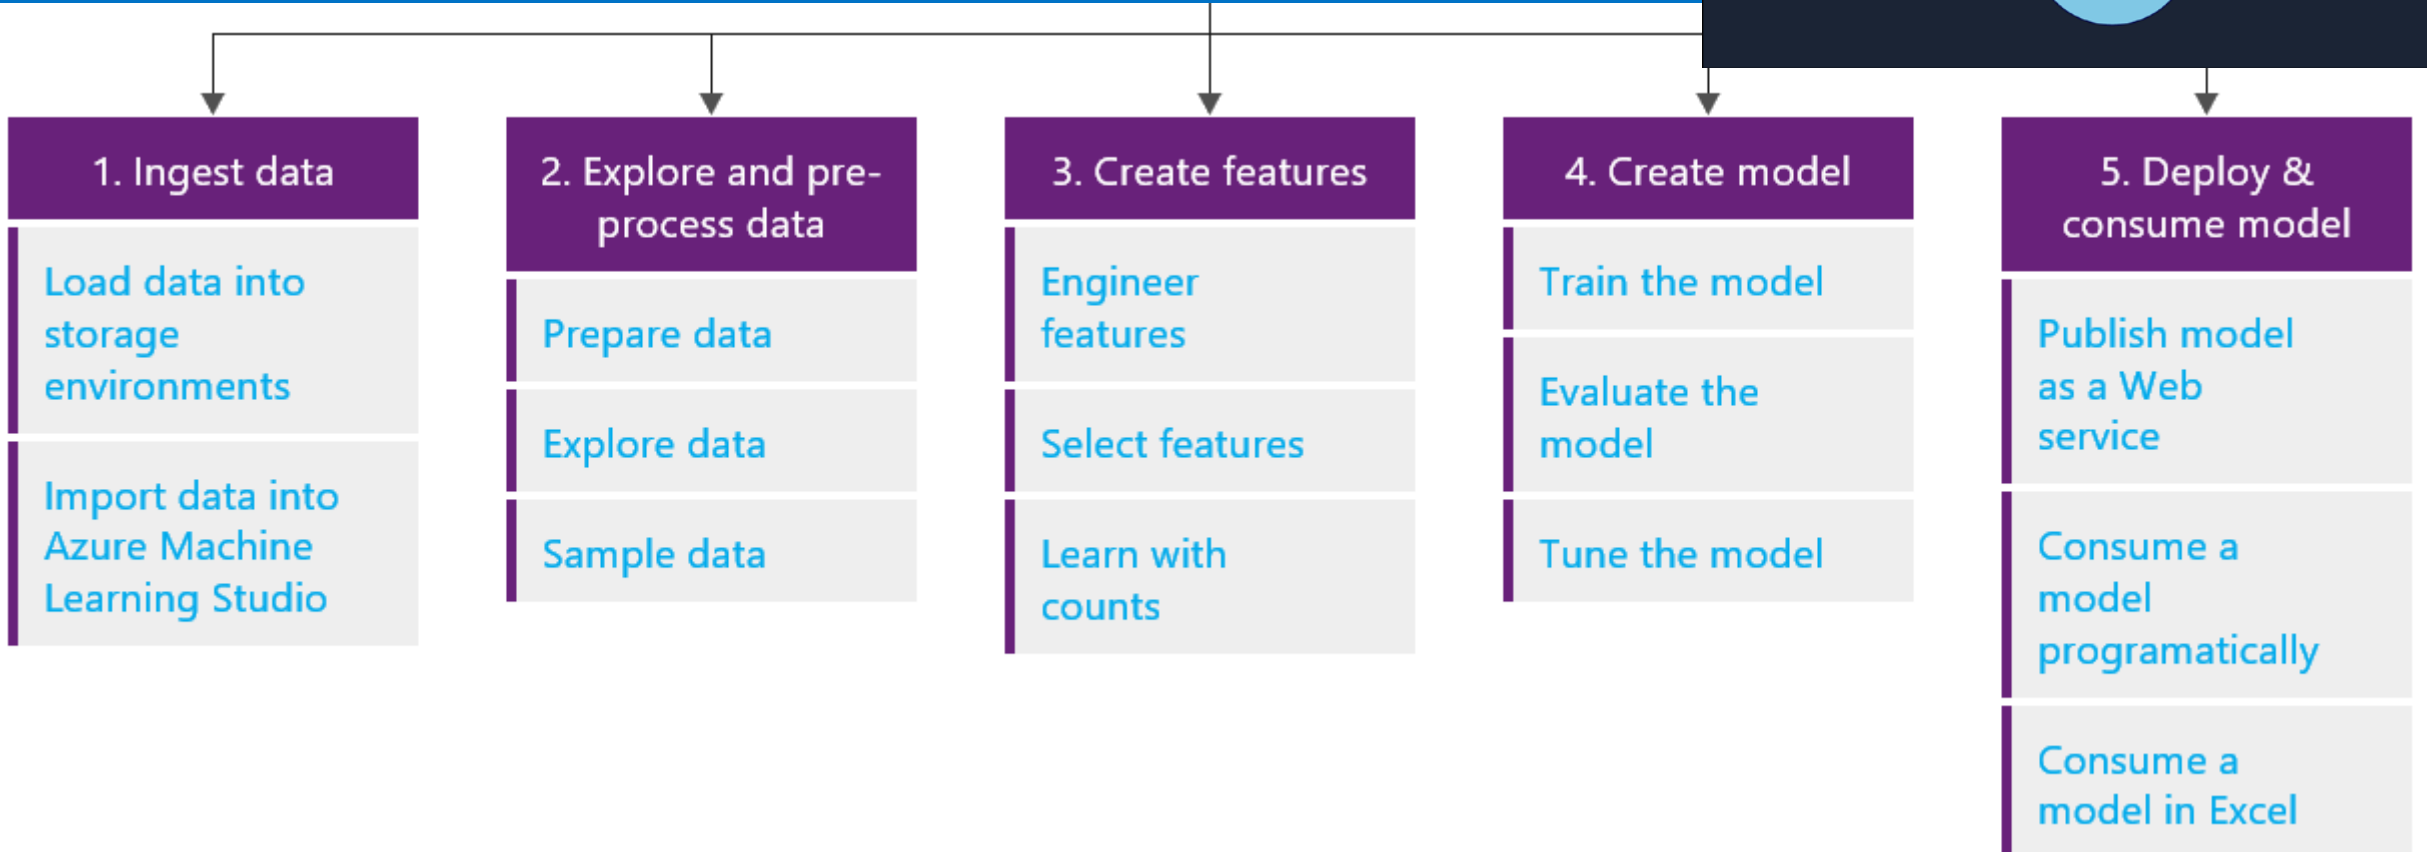 1. Ingest data
Load data into
storage
environments
Import data into
Azure Machine
Learning Studio
2. Explore and pre-
process data
Prepare data
Explore data
Sample data
3. Create features
Engineer
features
Select features
Learn with
counts
4. Create model
Train the model
Evaluate the
model
Tune the model
5. Deploy &
consume model
Publish model
as a Web
service
Consume a
model
programatically
Consume a
model in Excel